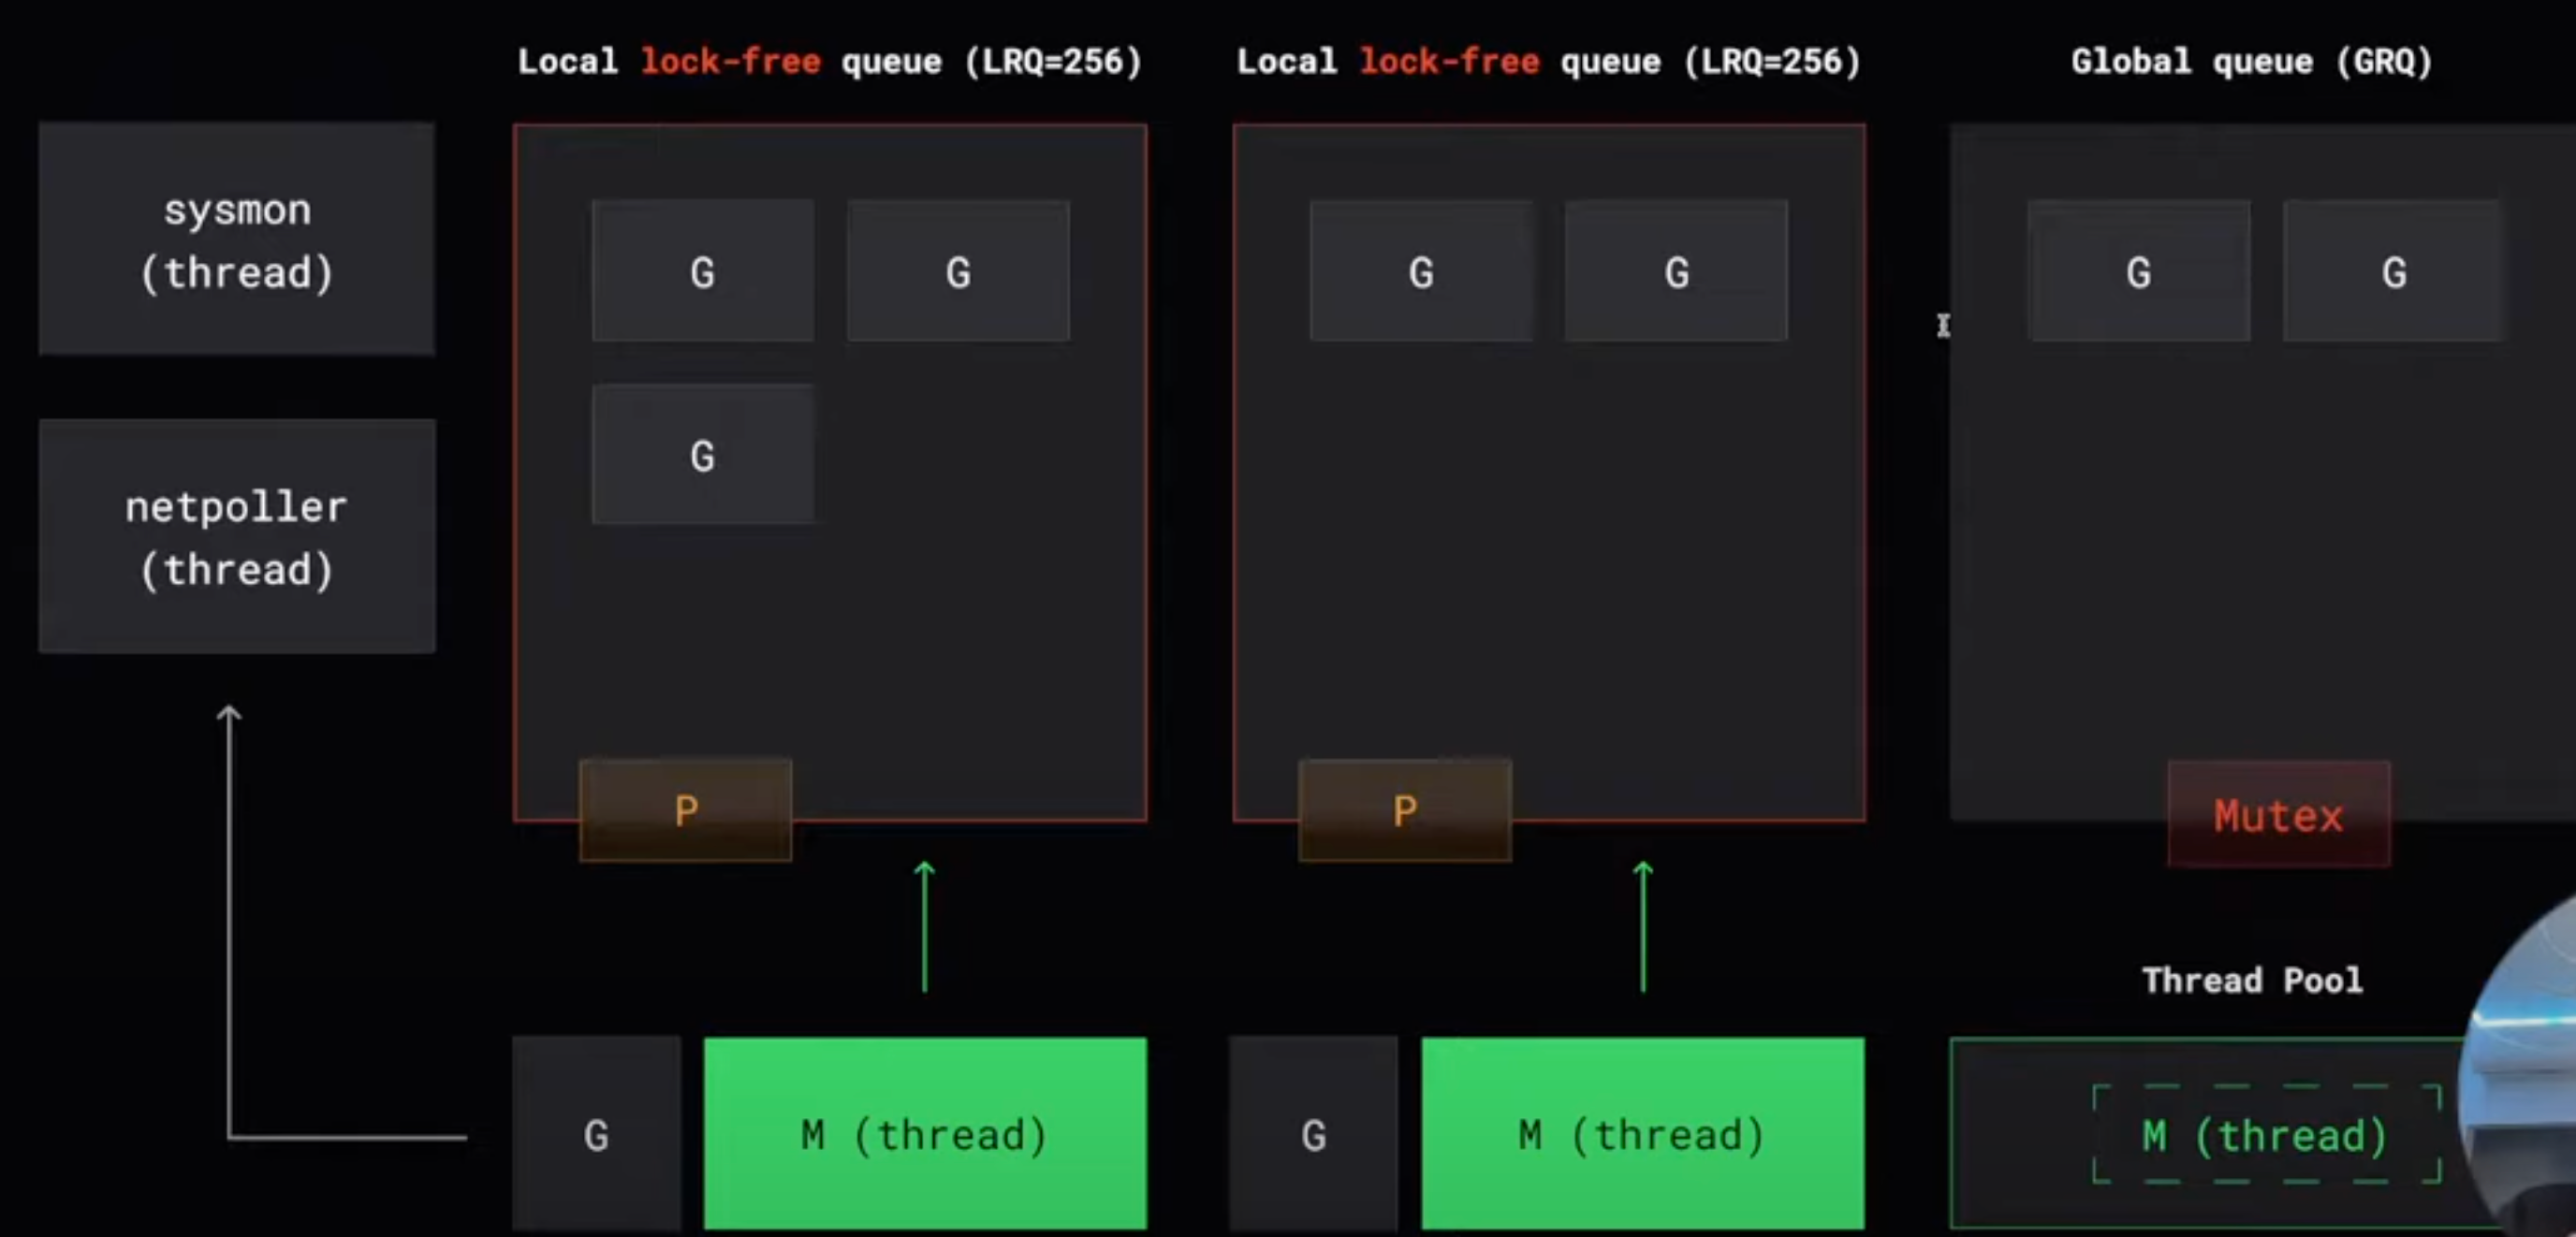 Local lock-free queue (LRQ=256)
Local lock-free queue (LRQ=256)
Global queue (GRQ)
sysmon
(thread)
netpoller
(thread)
G
G
G
G
G
G
G
P
P
Mutex
Thread Pool
G
M (thread)
G
M (thread)
M (thread)